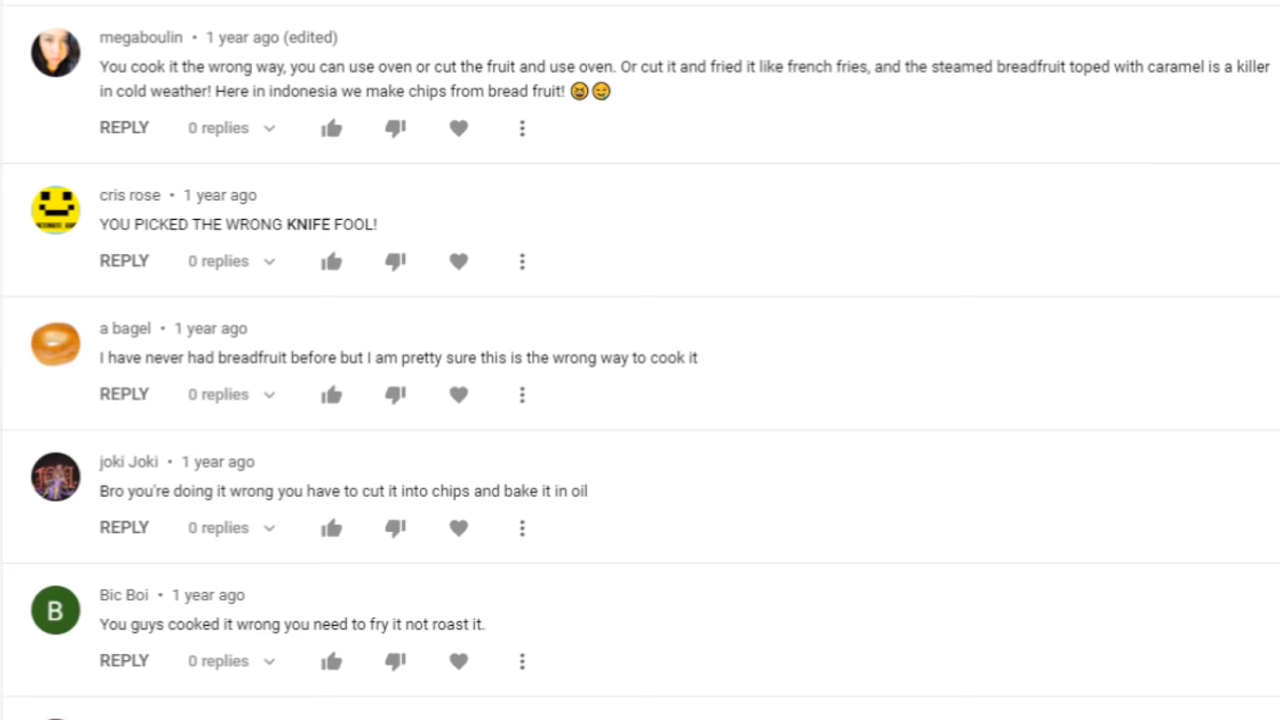 megaboulin • 1 year ago (edited)
You cook it the wrong way, you can use oven or cut the fruit and use oven. Or cut it and fried it like french fries, and the steamed breadfruit toped with caramel is a killer
in cold weather! Here in indonesia we make chips from bread fruit! 😆😋
REPLY 0 replies
cris rose • 1 year ago
YOU PICKED THE WRONG KNIFE FOOL!
REPLY 0 replies
a bagel • 1 year ago
I have never had breadfruit before but I am pretty sure this is the wrong way to cook it
REPLY 0 replies
joki Joki • 1 year ago
Bro you're doing it wrong you have to cut it into chips and bake it in oil
REPLY 0 replies
B
Bic Boi • 1 year ago
You guys cooked it wrong you need to fry it not roast it.
REPLY 0 replies